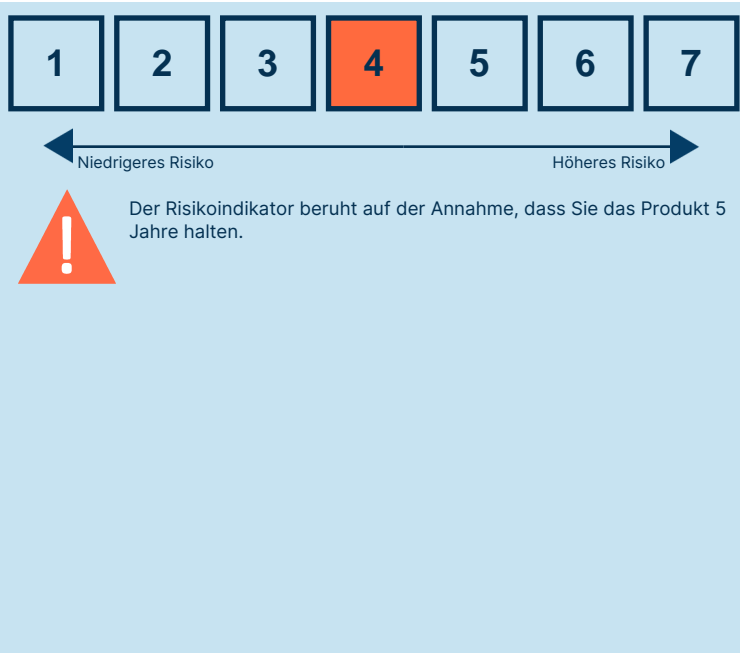 1 2 3 4 5 6 7
Niedrigeres Risiko Höheres Risiko
Der Risikoindikator beruht auf der Annahme, dass Sie das Produkt 5
Jahre halten.